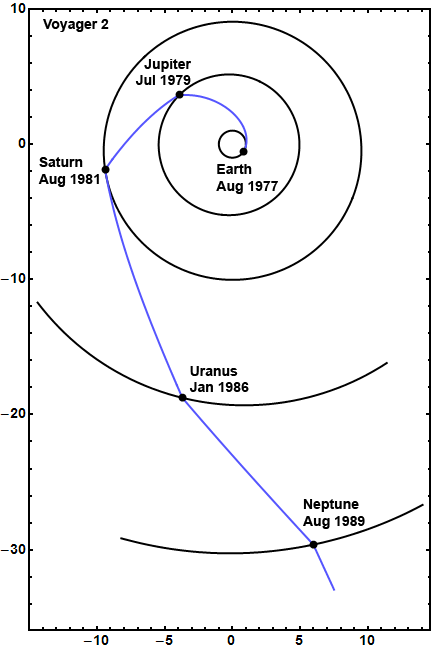 10
Voyager 2
Jupiter
Jul 1979
0
Saturn
Aug 1981
Earth
Aug 1977
−10
Uranus
Jan 1986
−20
Neptune
Aug 1989
−30
−10 −5 0 5 10